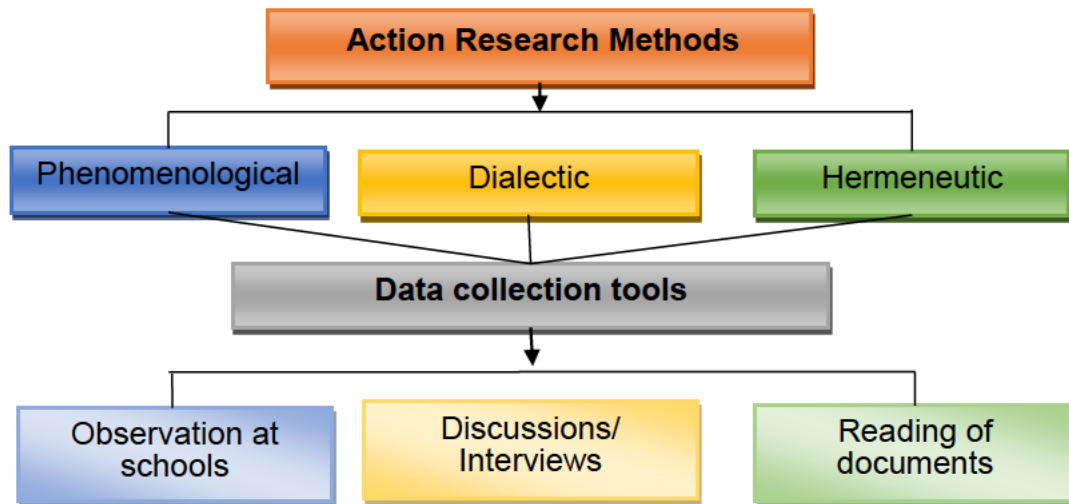 Action Research Methods
Phenomenological
Dialectic
Hermeneutic
Data collection tools
Observation at
schools
Discussions/
Interviews
Reading of
documents